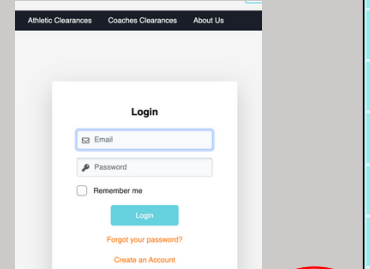 Athletic Clearances Coaches Clearances About Us
Login
Email
Password
Remember me
Login
Forgot your password?
Create an Account